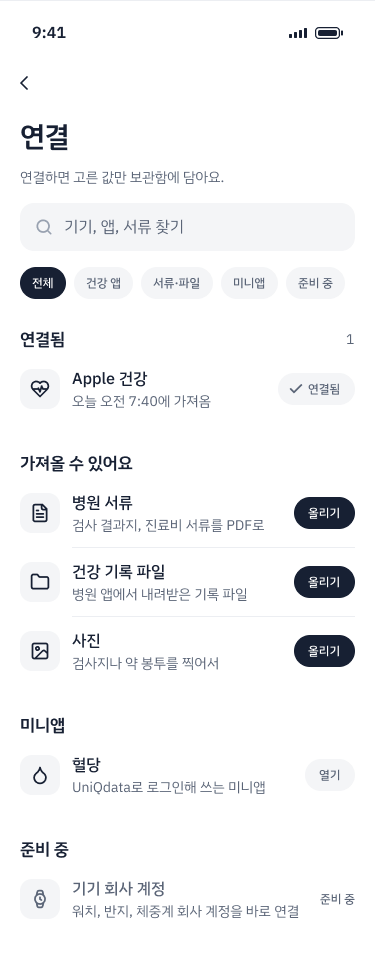 9:41
연결
연결하면 고른 값만 보관함에 담아요.
기기, 앱, 서류 찾기
전체 건강 앱 서류·파일 미니앱 준비 중
연결됨 1
Apple 건강
오늘 오전 7:40에 가져옴
연결됨
가져올 수 있어요
병원 서류
검사 결과지, 진료비 서류를 PDF로
올리기
건강 기록 파일
병원 앱에서 내려받은 기록 파일
올리기
사진
검사지나 약 봉투를 찍어서
올리기
미니앱
혈당
UniQdata로 로그인해 쓰는 미니앱
열기
준비 중
기기 회사 계정
워치, 반지, 체중계 회사 계정을 바로 연결
준비 중